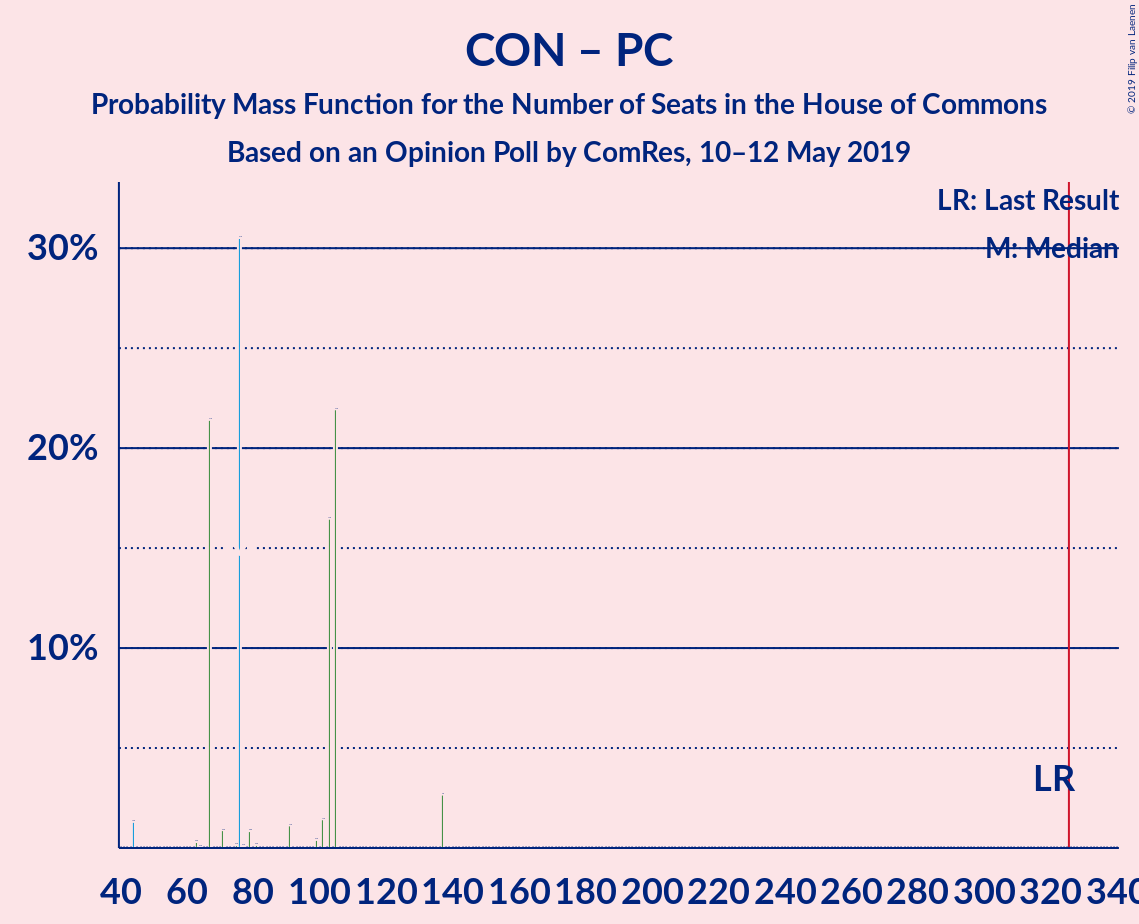 CON – PC
Probability Mass Function for the Number of Seats in the House of Commons
Based on an Opinion Poll by ComRes, 10–12 May 2019
© 2019 Filip van Laenen
LR: Last Result
M: Median
30%
20%
10%
LR
40 60 80 100 120 140 160 180 200 220 240 260 280 300 320 340